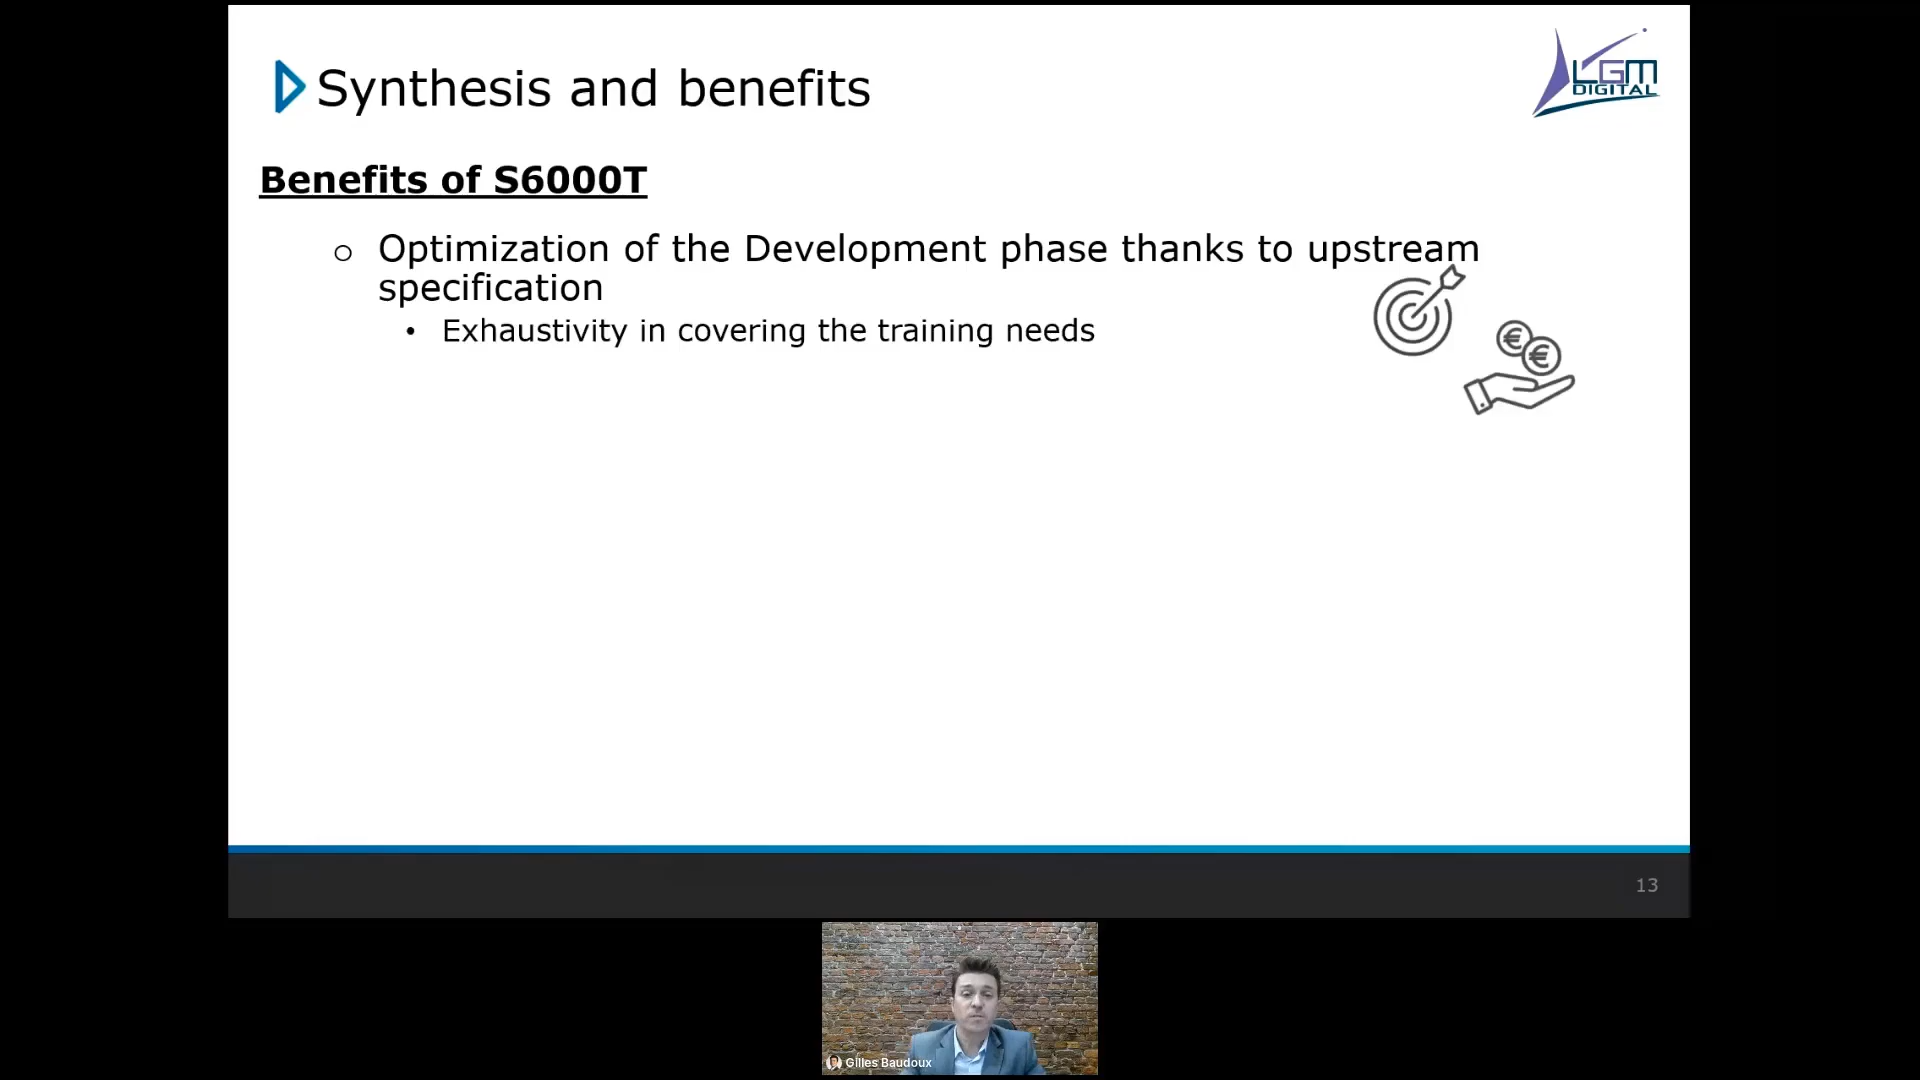 Synthesis and benefits
LGM
DIGITAL
Benefits of S6000T
o Optimization of the Development phase thanks to upstream
specification
• Exhaustivity in covering the training needs
€ €
13
Gilles Baudoux